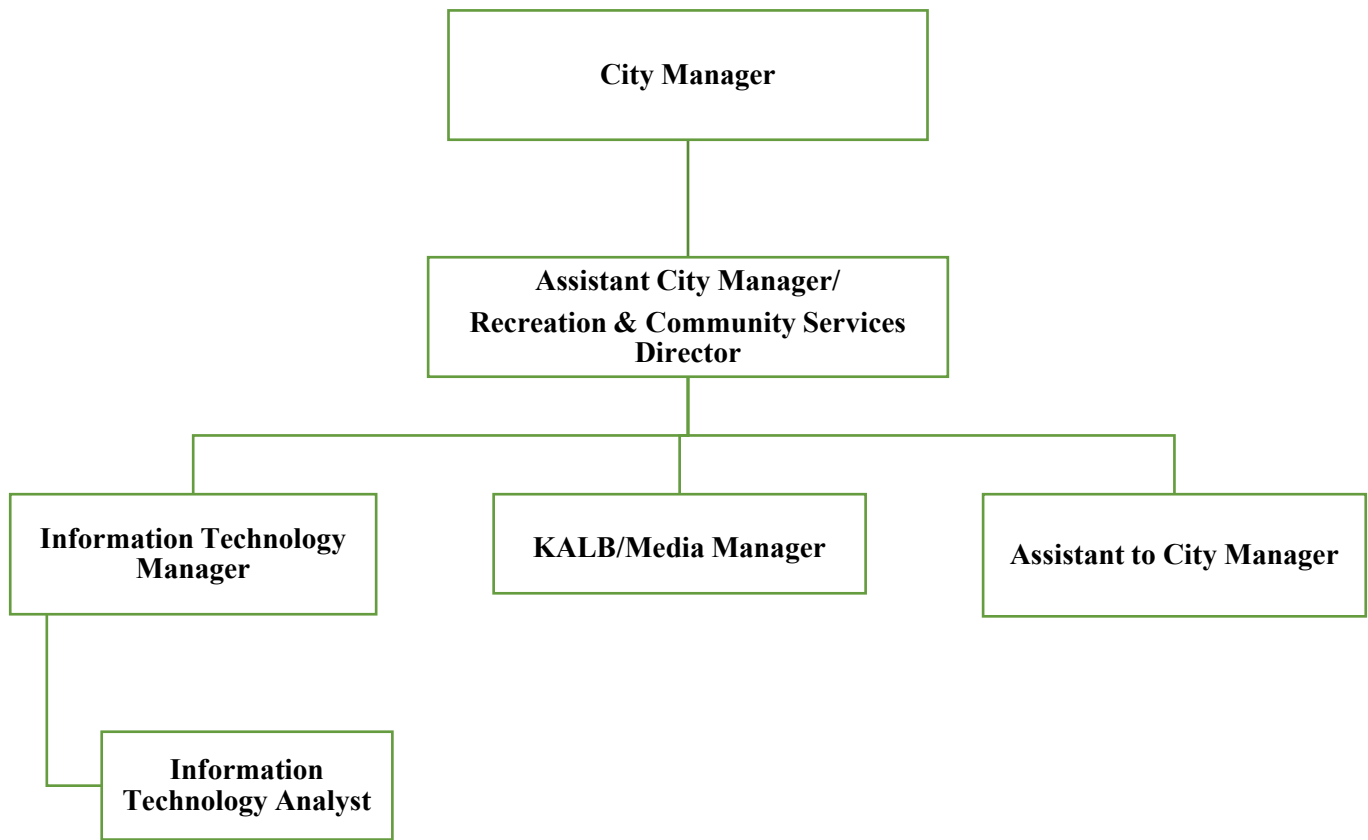 City Manager
Assistant City Manager/
Recreation & Community Services
Director
Information Technology
Manager
KALB/Media Manager
Assistant to City Manager
Information
Technology Analyst